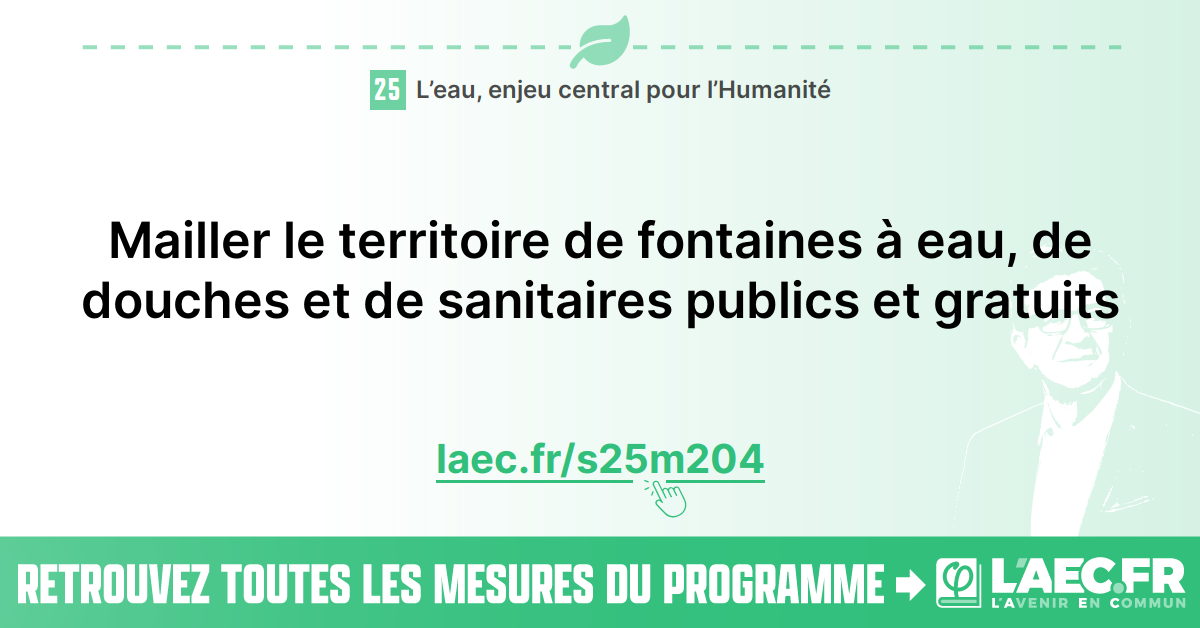 25 L’eau, enjeu central pour l’Humanité
Mailler le territoire de fontaines à eau, de
douches et de sanitaires publics et gratuits
laec.fr/s25m204
RETROUVEZ TOUTES LES MESURES DU PROGRAMME
L'AEC.FR
L'AVENIR EN COMMUN